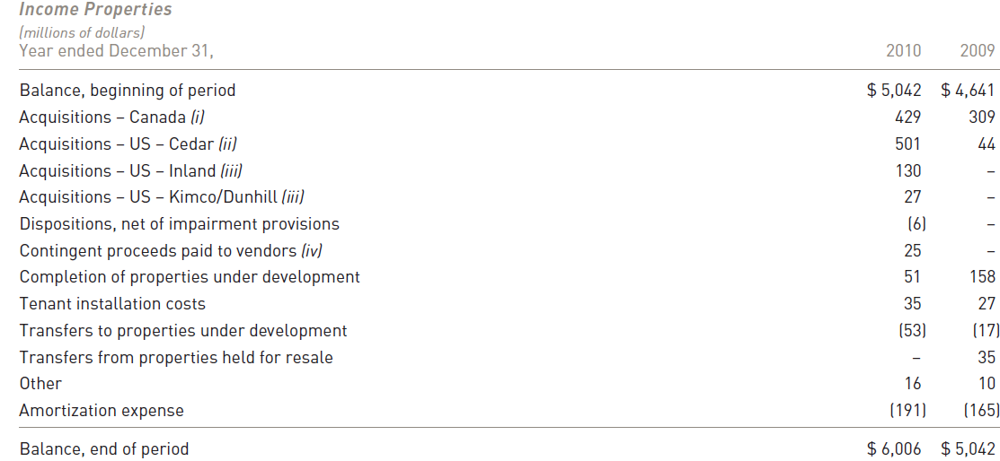 Income Properties
(millions of dollars)
Year ended December 31, 2010 2009
Balance, beginning of period $ 5,042 $ 4,641
Acquisitions – Canada (i) 429 309
Acquisitions – US – Cedar (ii) 501 44
Acquisitions – US – Inland (iii) 130 –
Acquisitions – US – Kimco/Dunhill (iii) 27 –
Dispositions, net of impairment provisions (6) –
Contingent proceeds paid to vendors (iv) 25 –
Completion of properties under development 51 158
Tenant installation costs 35 27
Transfers to properties under development (53) (17)
Transfers from properties held for resale – 35
Other 16 10
Amortization expense (191) (165)
Balance, end of period $ 6,006 $ 5,042